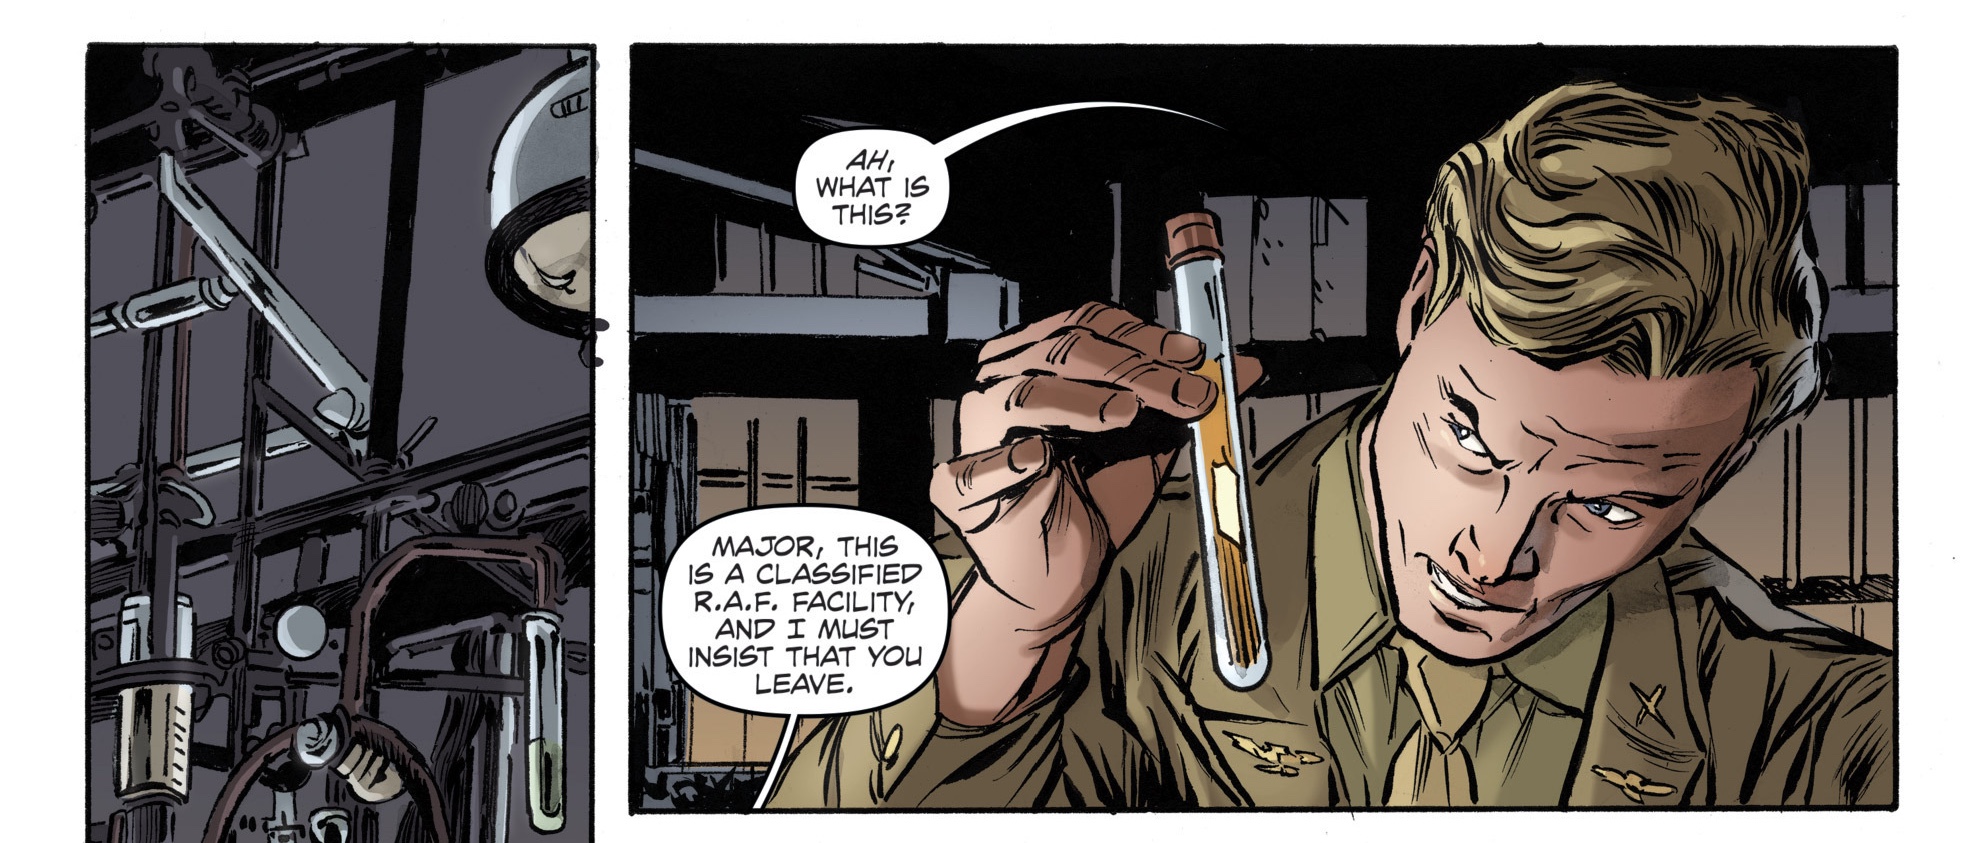 AH,
WHAT IS
THIS?
MAJOR, THIS
IS A CLASSIFIED
R.A.F. FACILITY,
AND I MUST
INSIST THAT YOU
LEAVE.